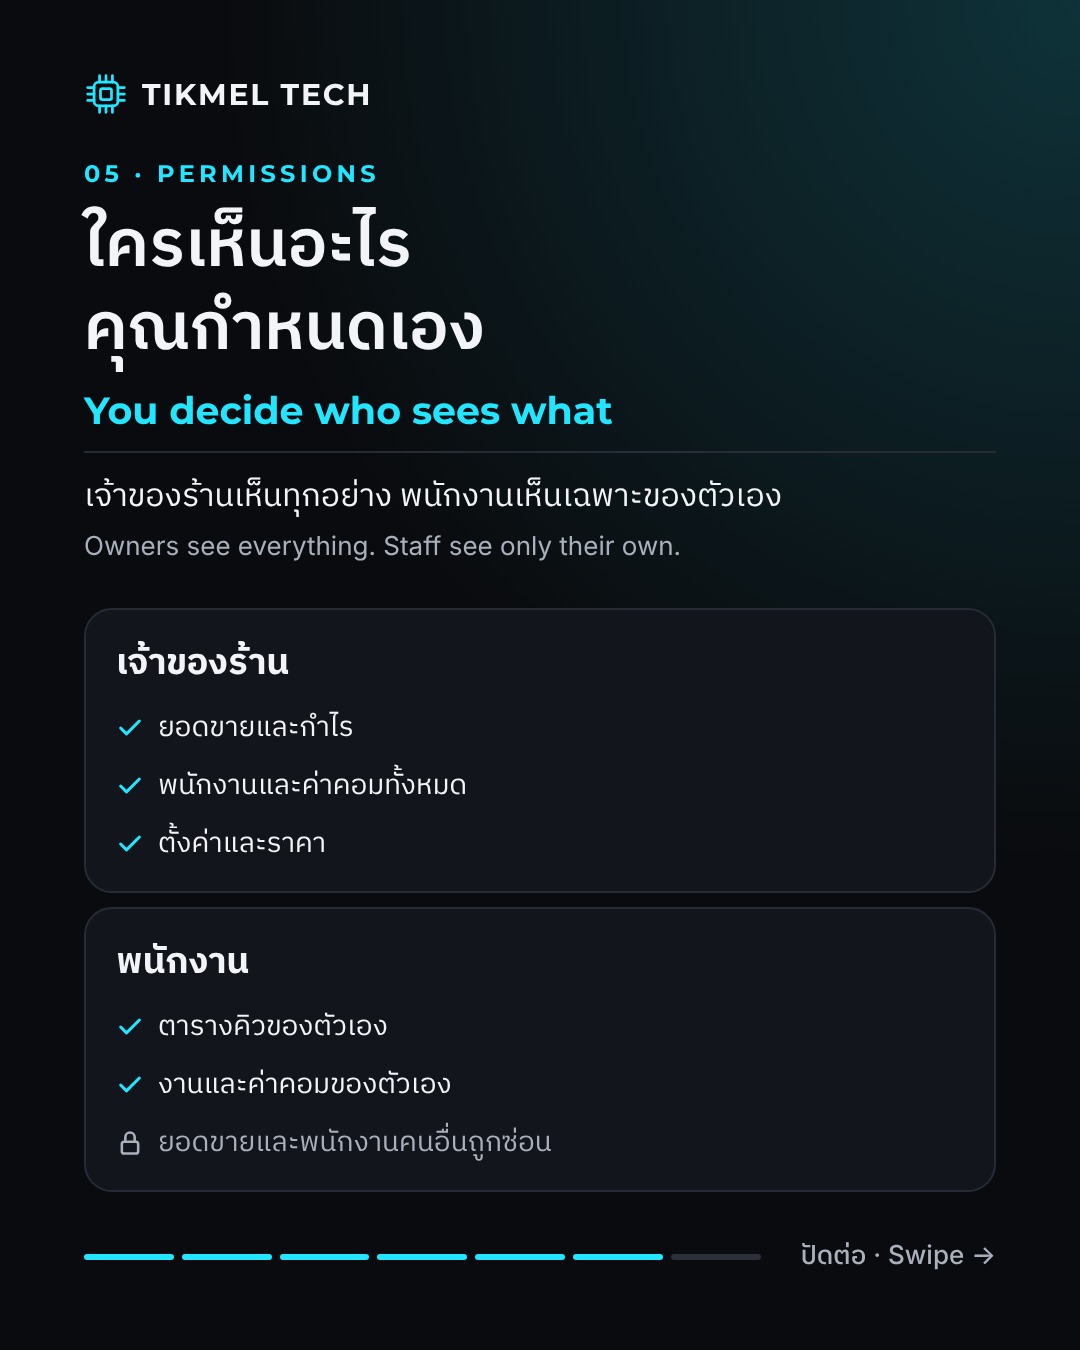 TIKMEL TECH
05 · PERMISSIONS
ใครเห็นอะไร
คุณกำหนดเอง
You decide who sees what
เจ้าของร้านเห็นทุกอย่าง พนักงานเห็นเฉพาะของตัวเอง
Owners see everything. Staff see only their own.
เจ้าของร้าน
ยอดขายและกำไร
พนักงานและค่าคอมทั้งหมด
ตั้งค่าและราคา
พนักงาน
ตารางคิวของตัวเอง
งานและค่าคอมของตัวเอง
ยอดขายและพนักงานคนอื่นถูกซ่อน
ปัดต่อ · Swipe →